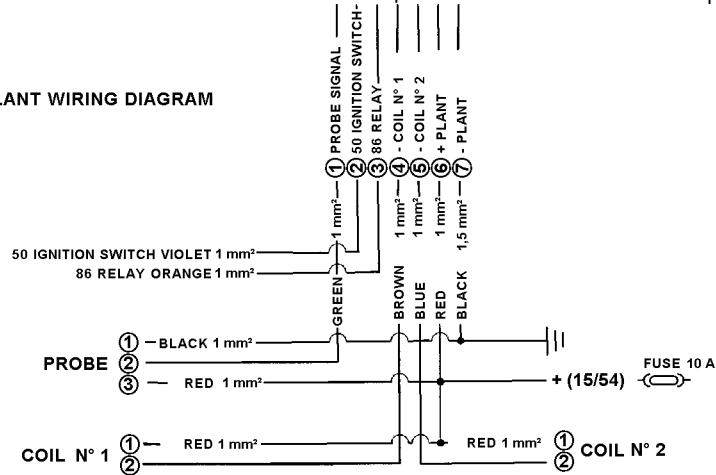 LANT WIRING DIAGRAM
PROBE SIGNAL
50 IGNITION SWITCH
86 RELAY
- COIL N° 1
- COIL N° 2
+ PLANT
- PLANT
1 2 3 4 5 6 7
1 mm²
1 mm²
1 mm²
1 mm²
1,5 mm²
50 IGNITION SWITCH VIOLET 1 mm²
86 RELAY ORANGE 1 mm²
GREEN
BROWN
BLUE
RED
BLACK
PROBE
1 BLACK 1 mm²
2
3 RED 1 mm²
+ (15/54)
FUSE 10 A
COIL N° 1
1 RED 1 mm²
2
RED 1 mm² 1
2
COIL N° 2